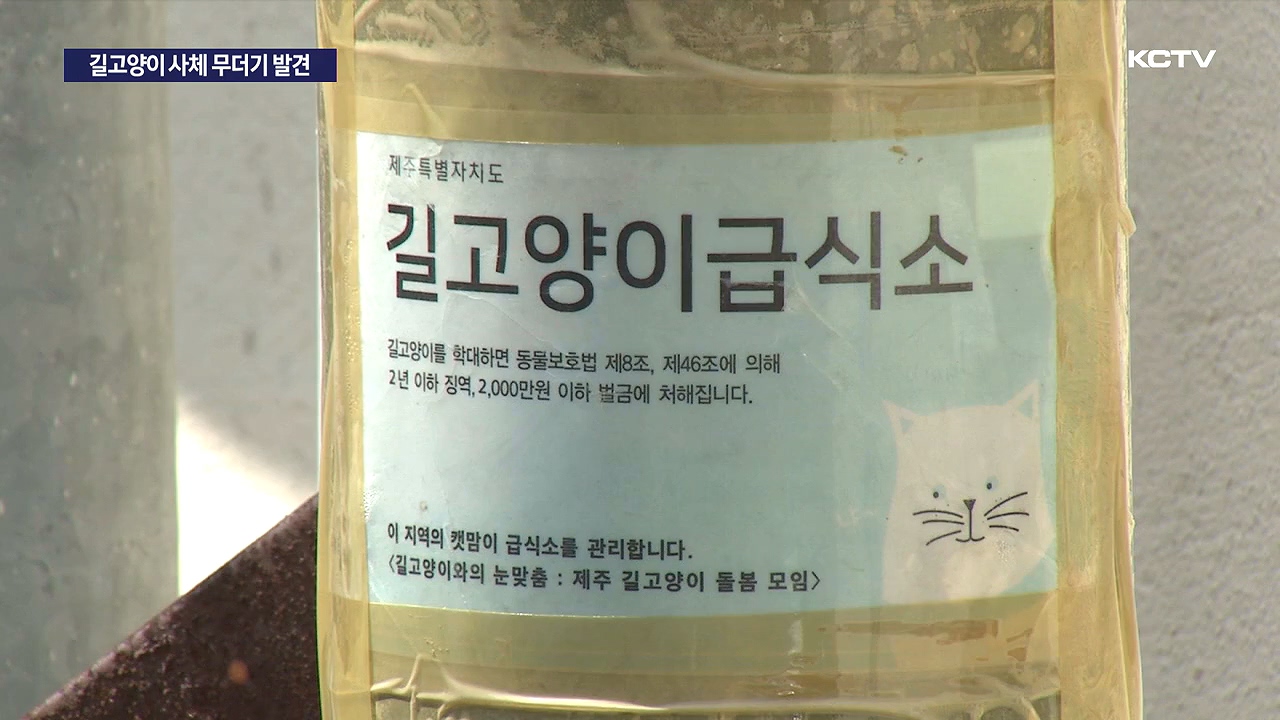 길고양이 사체 무더기 발견
KCTV
제주특별자치도
길고양이급식소
길고양이를 학대하면 동물보호법 제8조, 제46조에 의해
2년 이하 징역, 2,000만원 이하 벌금에 처해집니다.
이 지역의 캣맘이 급식소를 관리합니다.
〈길고양이와의 눈맞춤 : 제주 길고양이 돌봄 모임〉